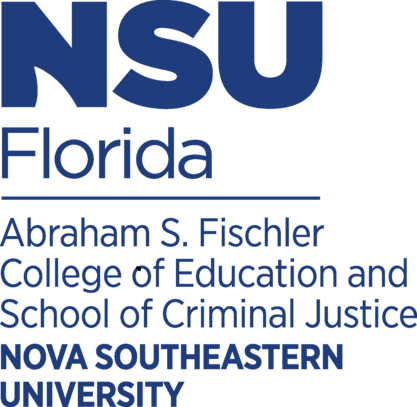 NSU
Florida
Abraham S. Fischler
College of Education and
School of Criminal Justice
NOVA SOUTHEASTERN
UNIVERSITY